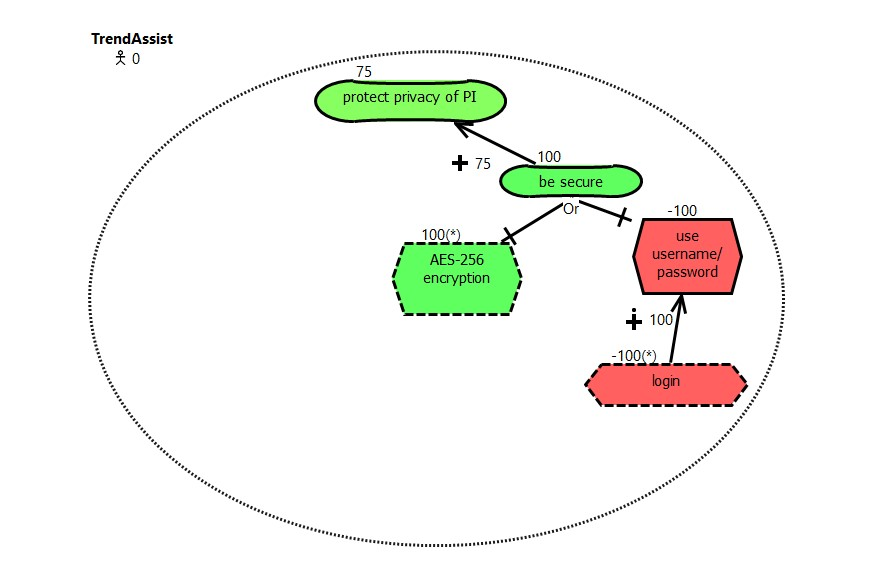 TrendAssist
0
75
protect privacy of PI
75
100
be secure
Or
100(*)
AES-256
encryption
-100
use
username/
password
100
-100(*)
login